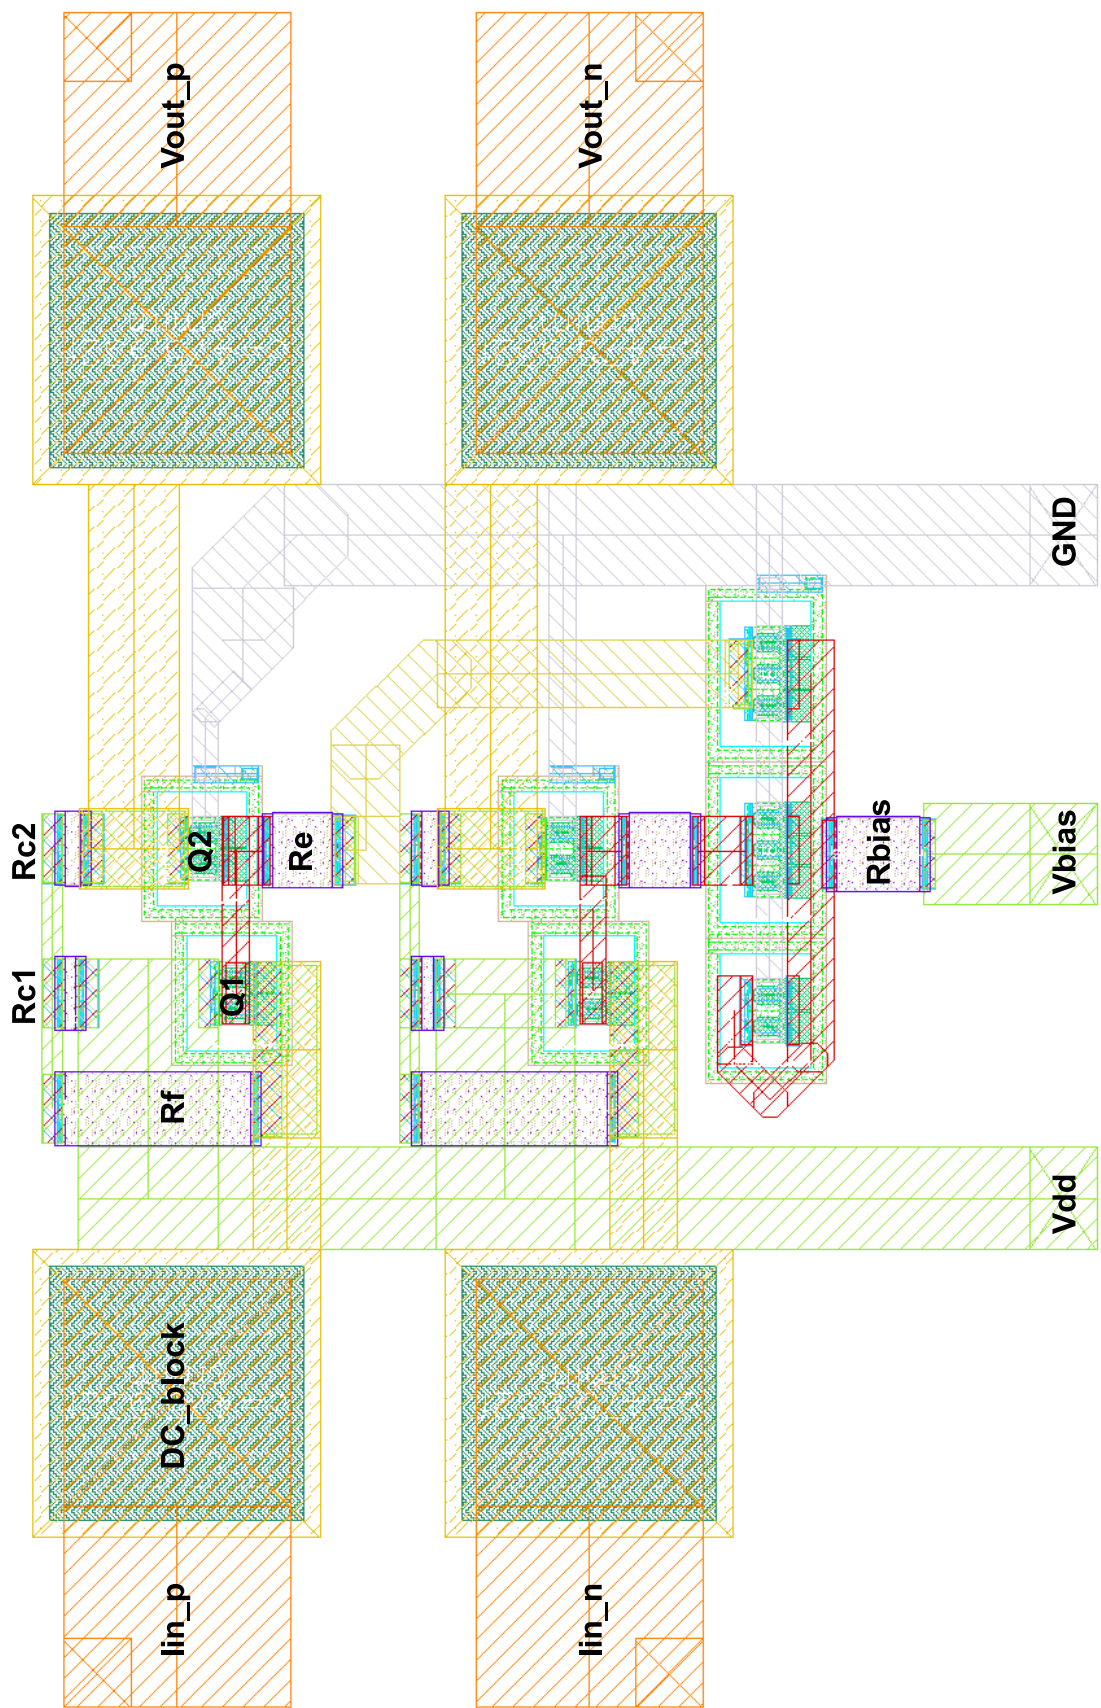 Vout_p
Vout_n
GND
Rc2
Q2
Re
Rbias
Vbias
Rc1
Q1
Rf
Vdd
DC_block
Iin_p
Iin_n